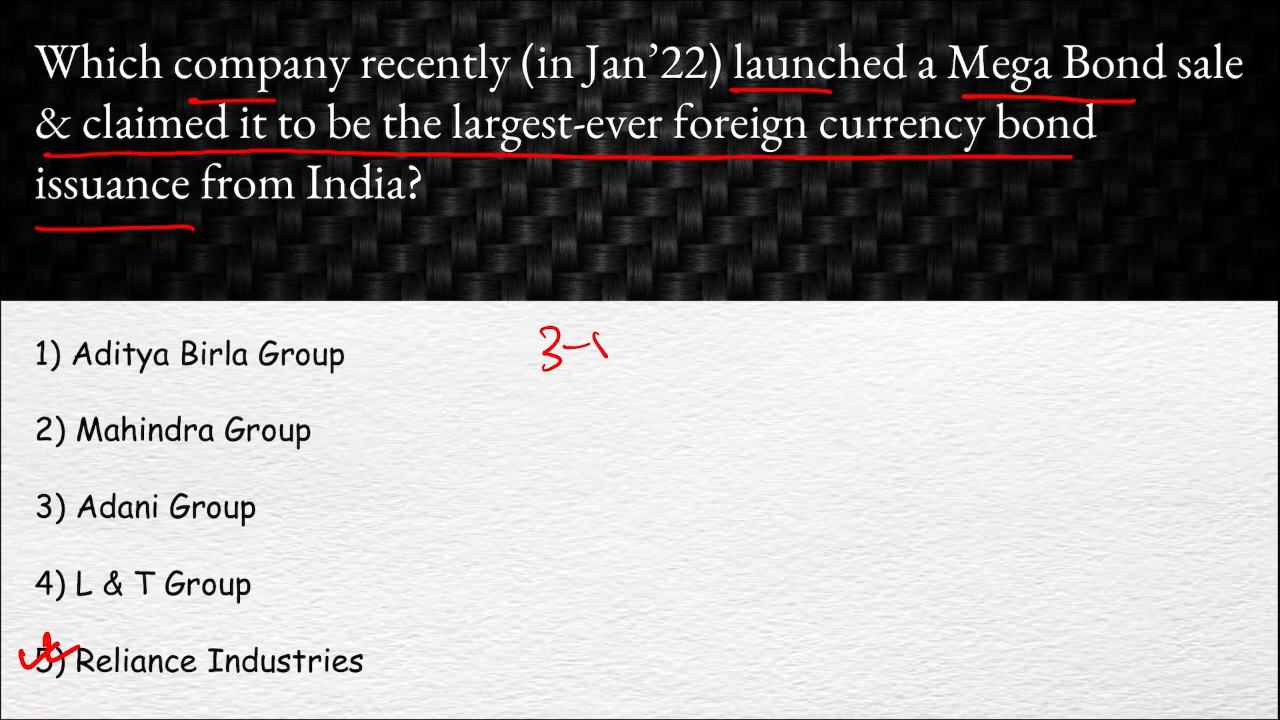 Which company recently (in Jan’22) launched a Mega Bond sale
& claimed it to be the largest-ever foreign currency bond
issuance from India?
1) Aditya Birla Group
2) Mahindra Group
3) Adani Group
4) L & T Group
5) Reliance Industries